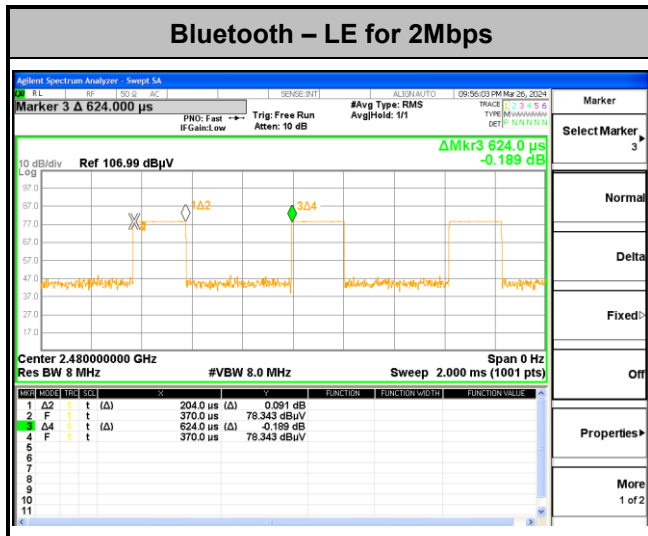 Bluetooth – LE for 2Mbps
Agilent Spectrum Analyzer - Swept SA
RL RF 50 Ω AC SENSE:INT ALIGNAUTO 09:56:03 PM Mar 26, 2024
Marker 3 Δ 624.000 μs
PNO: Fast
IFGain:Low
Trig: Free Run
Atten: 10 dB
#Avg Type: RMS
Avg|Hold: 1/1
TRACE 1 2 3 4 5 6
TYPE MWWWWW
DET P N N N N N
ΔMkr3 624.0 μs
-0.189 dB
10 dB/div Ref 106.99 dBμV
Log
97.0
87.0
77.0
67.0
57.0
47.0
37.0
27.0
17.0
1Δ2
3Δ4
Center 2.480000000 GHz Span 0 Hz
Res BW 8 MHz #VBW 8.0 MHz Sweep 2.000 ms (1001 pts)
MKR MODE TRC SCL X Y FUNCTION FUNCTION WIDTH FUNCTION VALUE
1 Δ2 1 t (Δ) 204.0 μs (Δ) 0.091 dB
2 F 1 t 370.0 μs 78.343 dBμV
3 Δ4 1 t (Δ) 624.0 μs (Δ) -0.189 dB
4 F 1 t 370.0 μs 78.343 dBμV
5
6
7
8
9
10
11
Marker
Select Marker
3
Normal
Delta
Fixed
Off
Properties
More
1 of 2